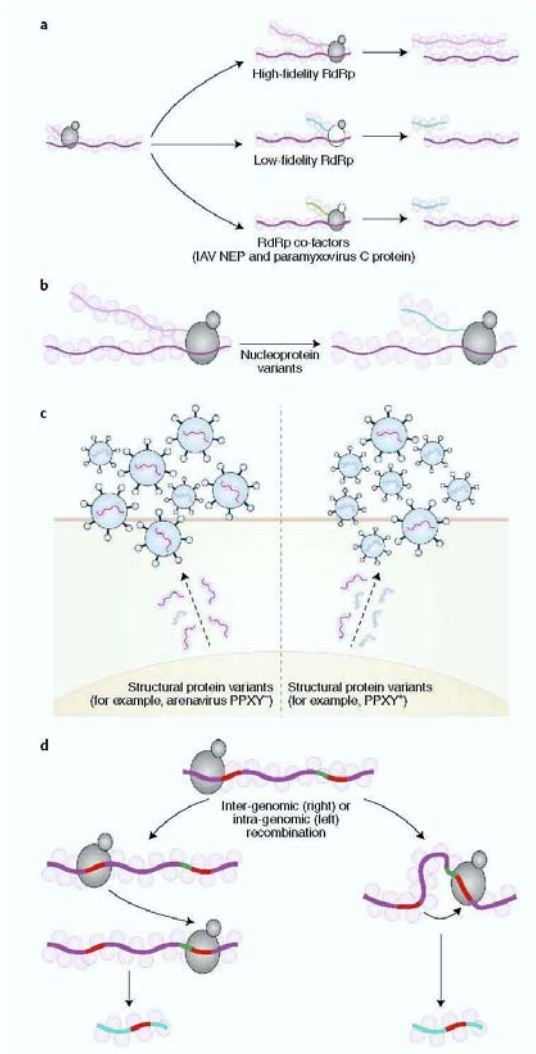 a
High-fidelity RdRp
Low-fidelity RdRp
RdRp co-factors
(IAV NEP and paramyxovirus C protein)
b
Nucleoprotein
variants
c
Structural protein variants
(for example, arenavirus PPXY⁻)
Structural protein variants
(for example, PPXY⁺)
d
Inter-genomic (right) or
intra-genomic (left)
recombination